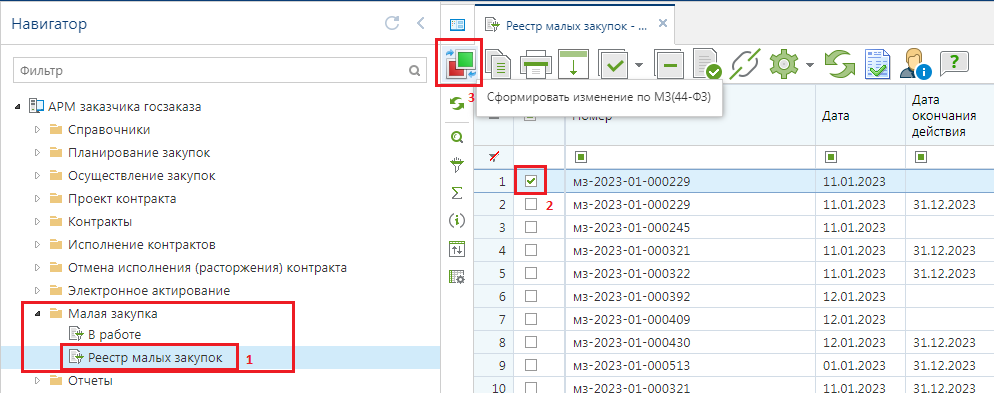 Навигатор
Фильтр
АРМ заказчика госзаказа
Справочники
Планирование закупок
Осуществление закупок
Проект контракта
Контракты
Исполнение контрактов
Отмена исполнения (расторжения) контракта
Электронное актирование
Малая закупка
В работе
Реестр малых закупок 1
Отчеты
Реестр малых закупок - ...
3
Сформировать изменение по МЗ(44-ФЗ)
Номер Дата Дата окончания действия
1 мз-2023-01-000229 11.01.2023
2 2 мз-2023-01-000229 11.01.2023 31.12.2023
3 мз-2023-01-000245 11.01.2023
4 мз-2023-01-000321 11.01.2023 31.12.2023
5 мз-2023-01-000322 11.01.2023 31.12.2023
6 мз-2023-01-000392 12.01.2023
7 мз-2023-01-000409 12.01.2023
8 мз-2023-01-000430 12.01.2023 31.12.2023
9 мз-2023-01-000513 01.01.2023 31.12.2023
10 мз-2023-01-000321 11.01.2023 31.12.2023